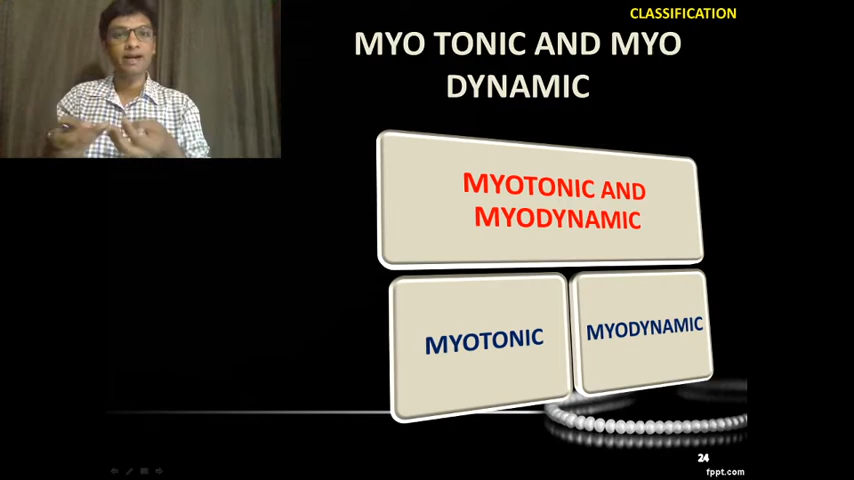 CLASSIFICATION
MYO TONIC AND MYO
DYNAMIC
MYOTONIC AND
MYODYNAMIC
MYOTONIC
MYODYNAMIC
24
fppt.com